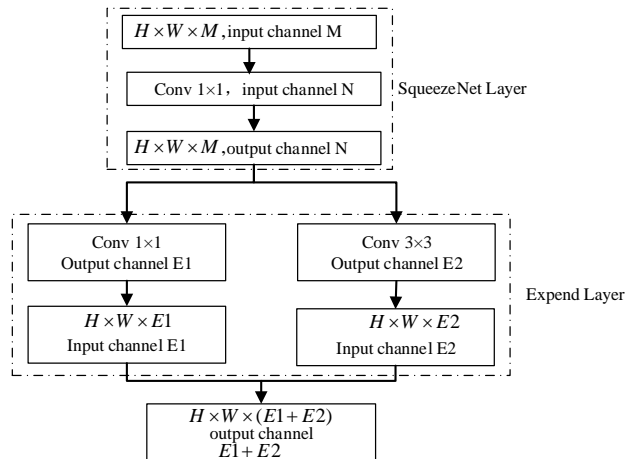 H×W×M,input channel M
Conv 1×1，input channel N
SqueezeNet Layer
H×W×M,output channel N
Conv 1×1
Output channel E1
Conv 3×3
Output channel E2
Expend Layer
H×W×E1
Input channel E1
H×W×E2
Input channel E2
H×W×(E1+E2)
output channel
E1+E2